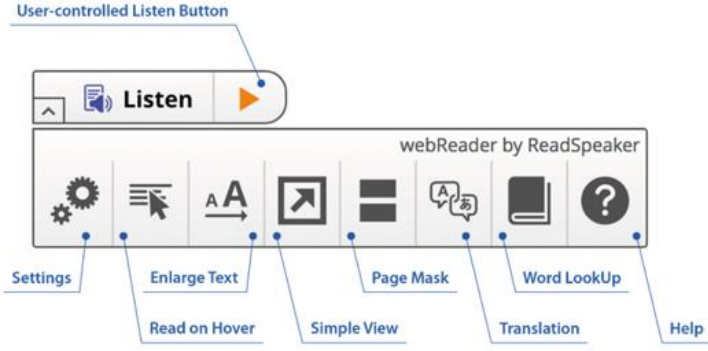 User-controlled Listen Button
Listen
webReader by ReadSpeaker
A A
A あ
?
Settings
Enlarge Text
Page Mask
Word LookUp
Read on Hover
Simple View
Translation
Help